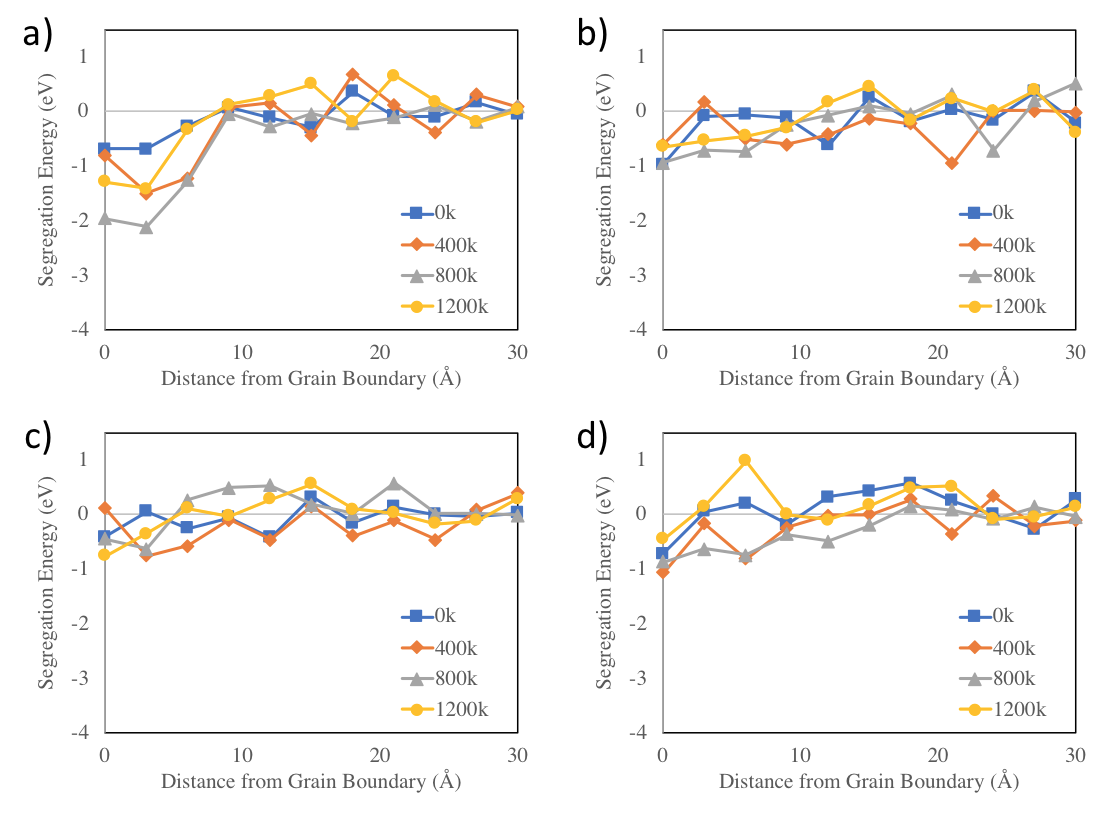 a)
Segregation Energy (eV)
1
0
-1
-2
-3
-4
0k
400k
800k
1200k
0 10 20 30
Distance from Grain Boundary (Å)
b)
Segregation Energy (eV)
1
0
-1
-2
-3
-4
0k
400k
800k
1200k
0 10 20 30
Distance from Grain Boundary (Å)
c)
Segregation Energy (eV)
1
0
-1
-2
-3
-4
0k
400k
800k
1200k
0 10 20 30
Distance from Grain Boundary (Å)
d)
Segregation Energy (eV)
1
0
-1
-2
-3
-4
0k
400k
800k
1200k
0 10 20 30
Distance from Grain Boundary (Å)